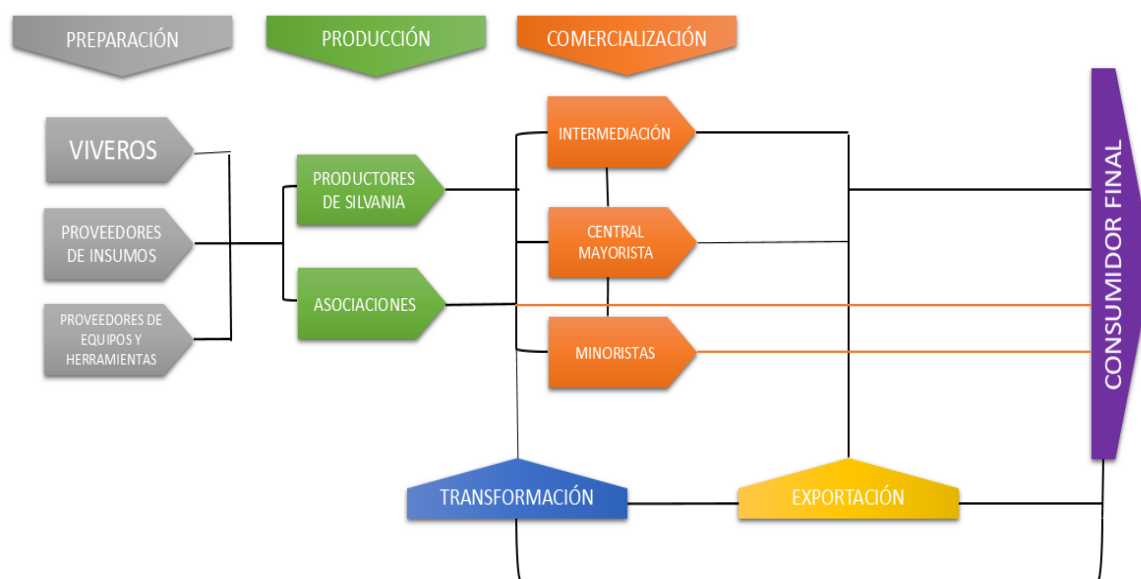 PREPARACIÓN
PRODUCCIÓN
COMERCIALIZACIÓN
VIVEROS
PROVEEDORES
DE INSUMOS
PROVEEDORES DE
EQUIPOS Y
HERRAMIENTAS
PRODUCTORES
DE SILVANIA
ASOCIACIONES
INTERMEDIACIÓN
CENTRAL
MAYORISTA
MINORISTAS
TRANSFORMACIÓN
EXPORTACIÓN
CONSUMIDOR FINAL